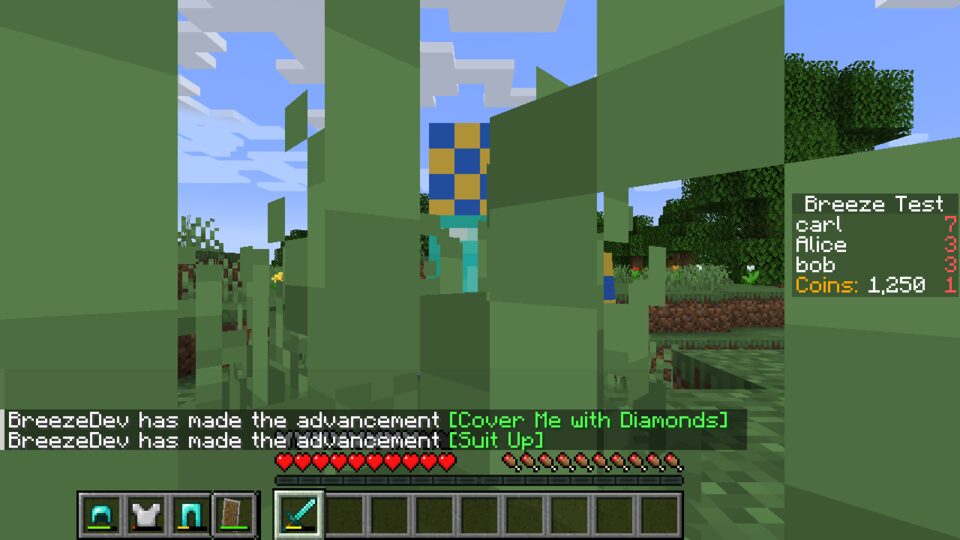 Breeze Test
carl 7
Alice 3
bob 3
Coins: 1,250 1
BreezeDev has made the advancement [Cover Me with Diamonds]
BreezeDev has made the advancement [Suit Up]